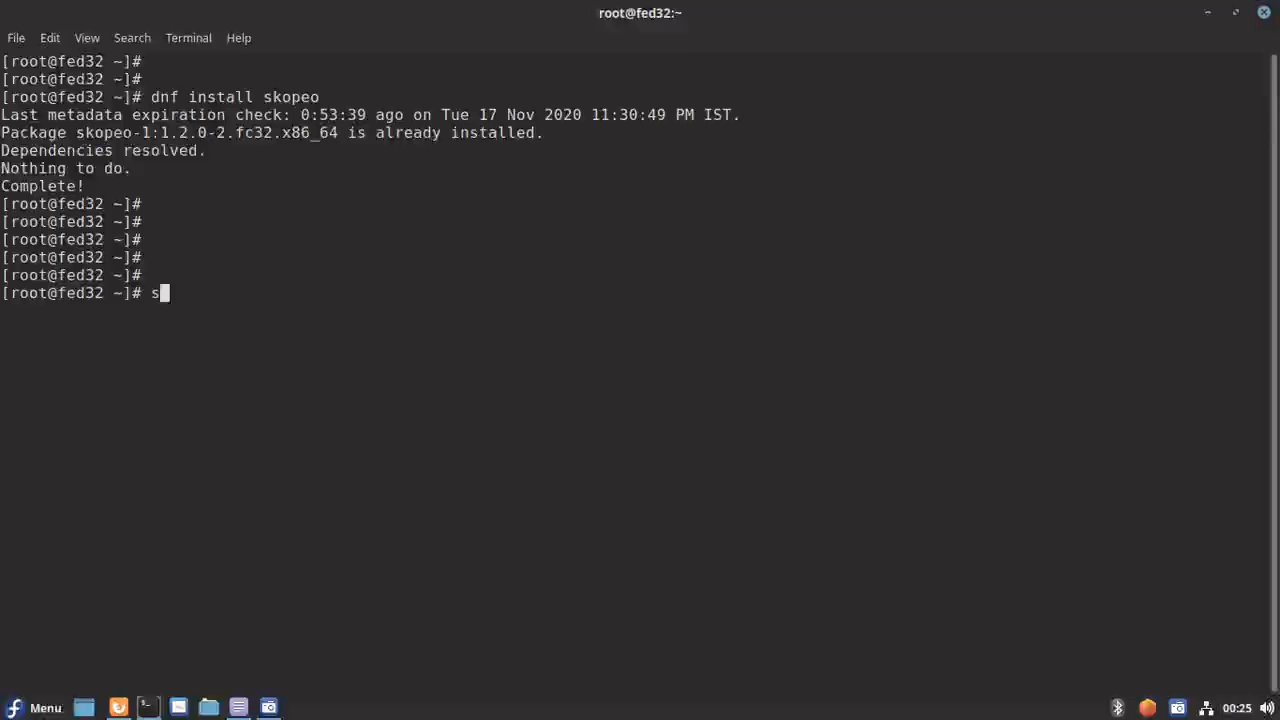 root@fed32:~
File Edit View Search Terminal Help
[root@fed32 ~]#
[root@fed32 ~]#
[root@fed32 ~]# dnf install skopeo
Last metadata expiration check: 0:53:39 ago on Tue 17 Nov 2020 11:30:49 PM IST.
Package skopeo-1:1.2.0-2.fc32.x86_64 is already installed.
Dependencies resolved.
Nothing to do.
Complete!
[root@fed32 ~]#
[root@fed32 ~]#
[root@fed32 ~]#
[root@fed32 ~]#
[root@fed32 ~]#
[root@fed32 ~]# s
Menu 00:25